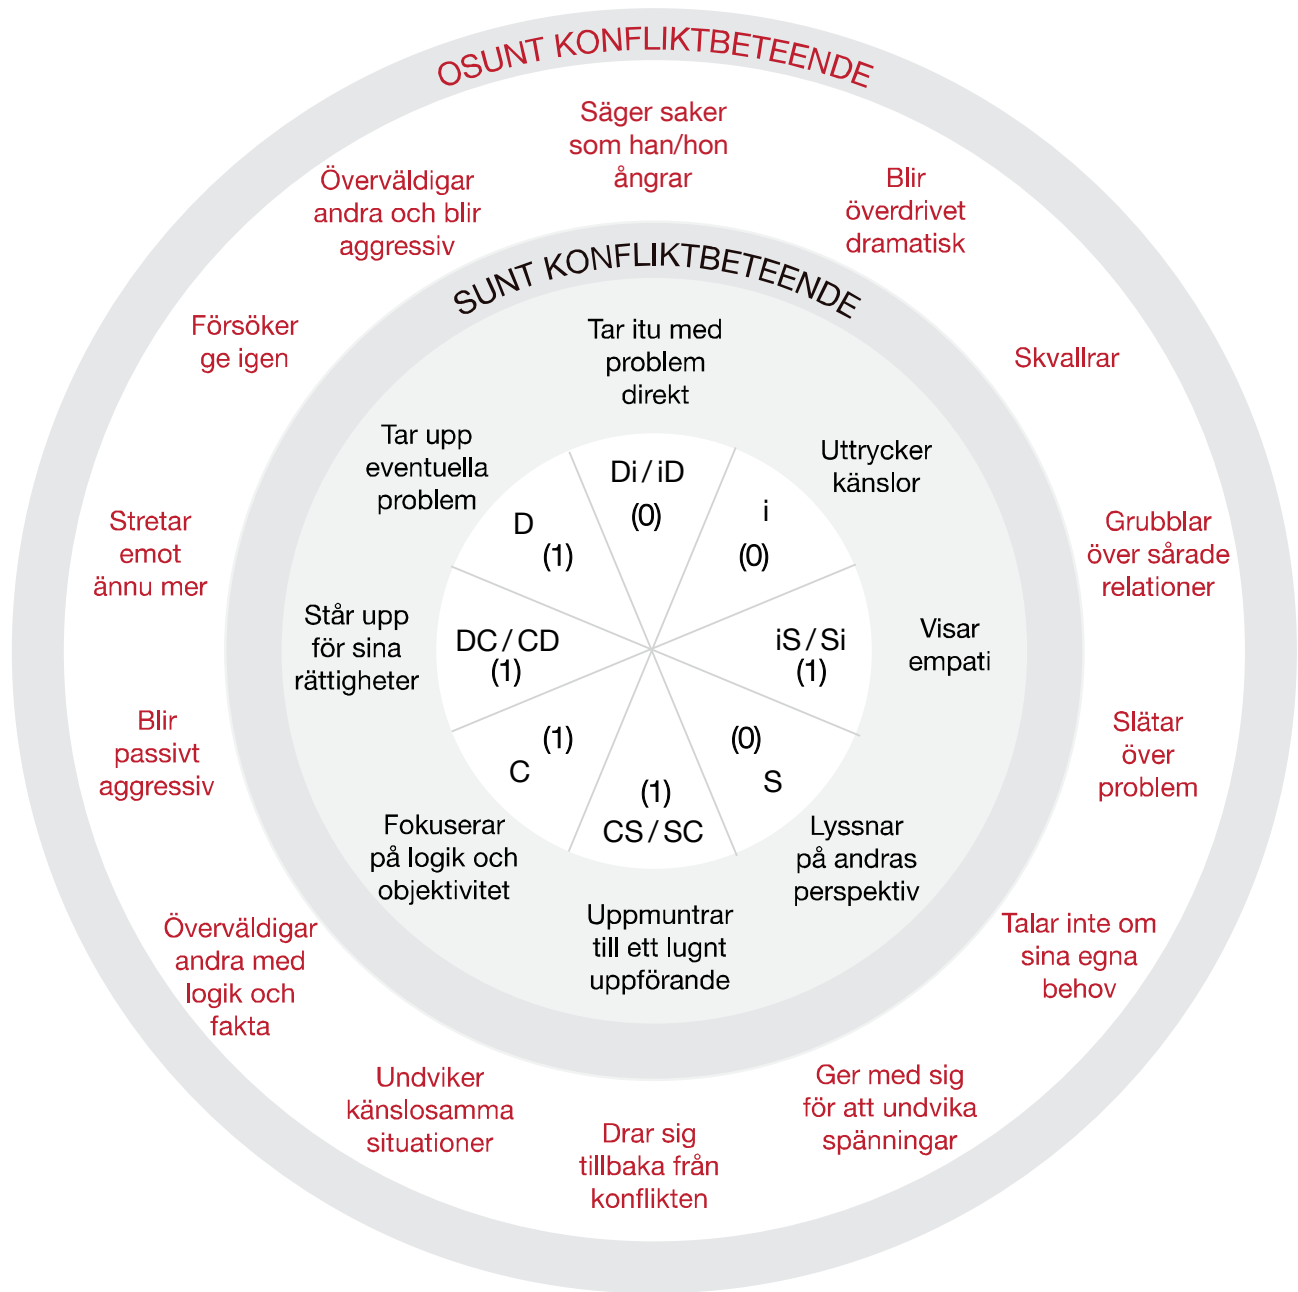 OSUNT KONFLIKTBETEENDE
Säger saker
som han/hon
ångrar
Blir
överdrivet
dramatisk
Skvallrar
Grubblar
över sårade
relationer
Slätar
över
problem
Talar inte om
sina egna
behov
Ger med sig
för att undvika
spänningar
Drar sig
tillbaka från
konflikten
Undviker
känslosamma
situationer
Överväldigar
andra med
logik och
fakta
Blir
passivt
aggressiv
Stretar
emot
ännu mer
Försöker
ge igen
Överväldigar
andra och blir
aggressiv
SUNT KONFLIKTBETEENDE
Tar itu med
problem
direkt
Uttrycker
känslor
Visar
empati
Lyssnar
på andras
perspektiv
Uppmuntrar
till ett lugnt
uppförande
Fokuserar
på logik och
objektivitet
Står upp
för sina
rättigheter
Tar upp
eventuella
problem
Di / iD
(0)
i
(0)
iS / Si
(1)
(0)
S
(1)
CS / SC
(1)
C
DC / CD
(1)
D
(1)